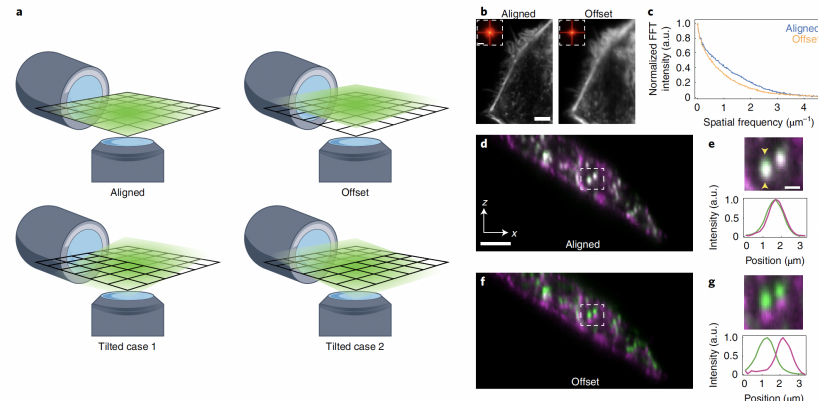 a
Aligned
Offset
Tilted case 1
Tilted case 2
b
Aligned
Offset
c
Normalized FFT
intensity (a.u.)
1.0
0.8
0.6
0.4
0.2
0
Aligned
Offset
0 1 2 3 4
Spatial frequency (μm⁻¹)
d
z
x
Aligned
e
Intensity (a.u.)
1.0
0.5
0
0 1 2 3
Position (μm)
f
Offset
g
Intensity (a.u.)
1.0
0.5
0
0 1 2 3
Position (μm)